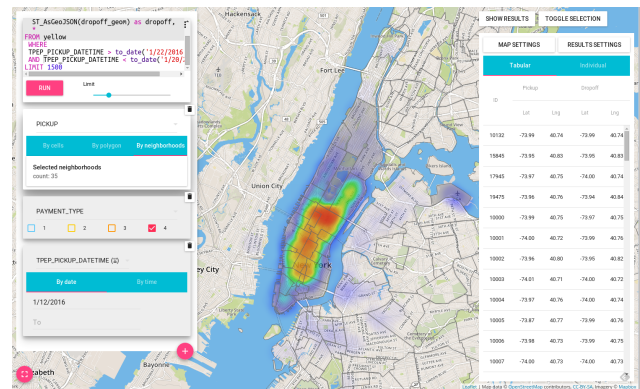 ST_AsGeoJSON(dropoff_geom) as dropoff,
*
FROM yellow
WHERE
TPEP_PICKUP_DATETIME > to_date('1/22/2016
AND TPEP_PICKUP_DATETIME < to_date('1/20/
LIMIT 1500
RUN
Limit
PICKUP
By cells
By polygon
By neighborhoods
Selected neighborhoods
count: 35
PAYMENT_TYPE
1
2
3
4
TPEP_PICKUP_DATETIME
By date
By time
1/12/2016
To
+
Hackensack
Fort Lee
Union City
ey City
York
Bayonne
zabeth
SHOW RESULTS
TOGGLE SELECTION
MAP SETTINGS
RESULTS SETTINGS
Tabular
Individual
Pickup Dropoff
ID
Lat Lng Lat Lng
10132 -73.99 40.74 -73.99 40.74
15845 -73.95 40.83 -73.95 40.83
17945 -73.97 40.75 -74.00 40.74
19475 -73.96 40.76 -73.94 40.84
10000 -73.99 40.73 -73.97 40.75
10001 -74.00 40.72 -73.99 40.76
10002 -73.96 40.80 -73.95 40.82
10003 -74.01 40.71 -74.00 40.72
10004 -73.97 40.76 -74.00 40.74
10005 -73.87 40.77 -73.99 40.76
10006 -73.98 40.73 -73.99 40.75
10007 -74.00 40.73 -74.00 40.73
Leaflet | Map data © OpenStreetMap contributors, CC-BY-SA, Imagery © Mapbox